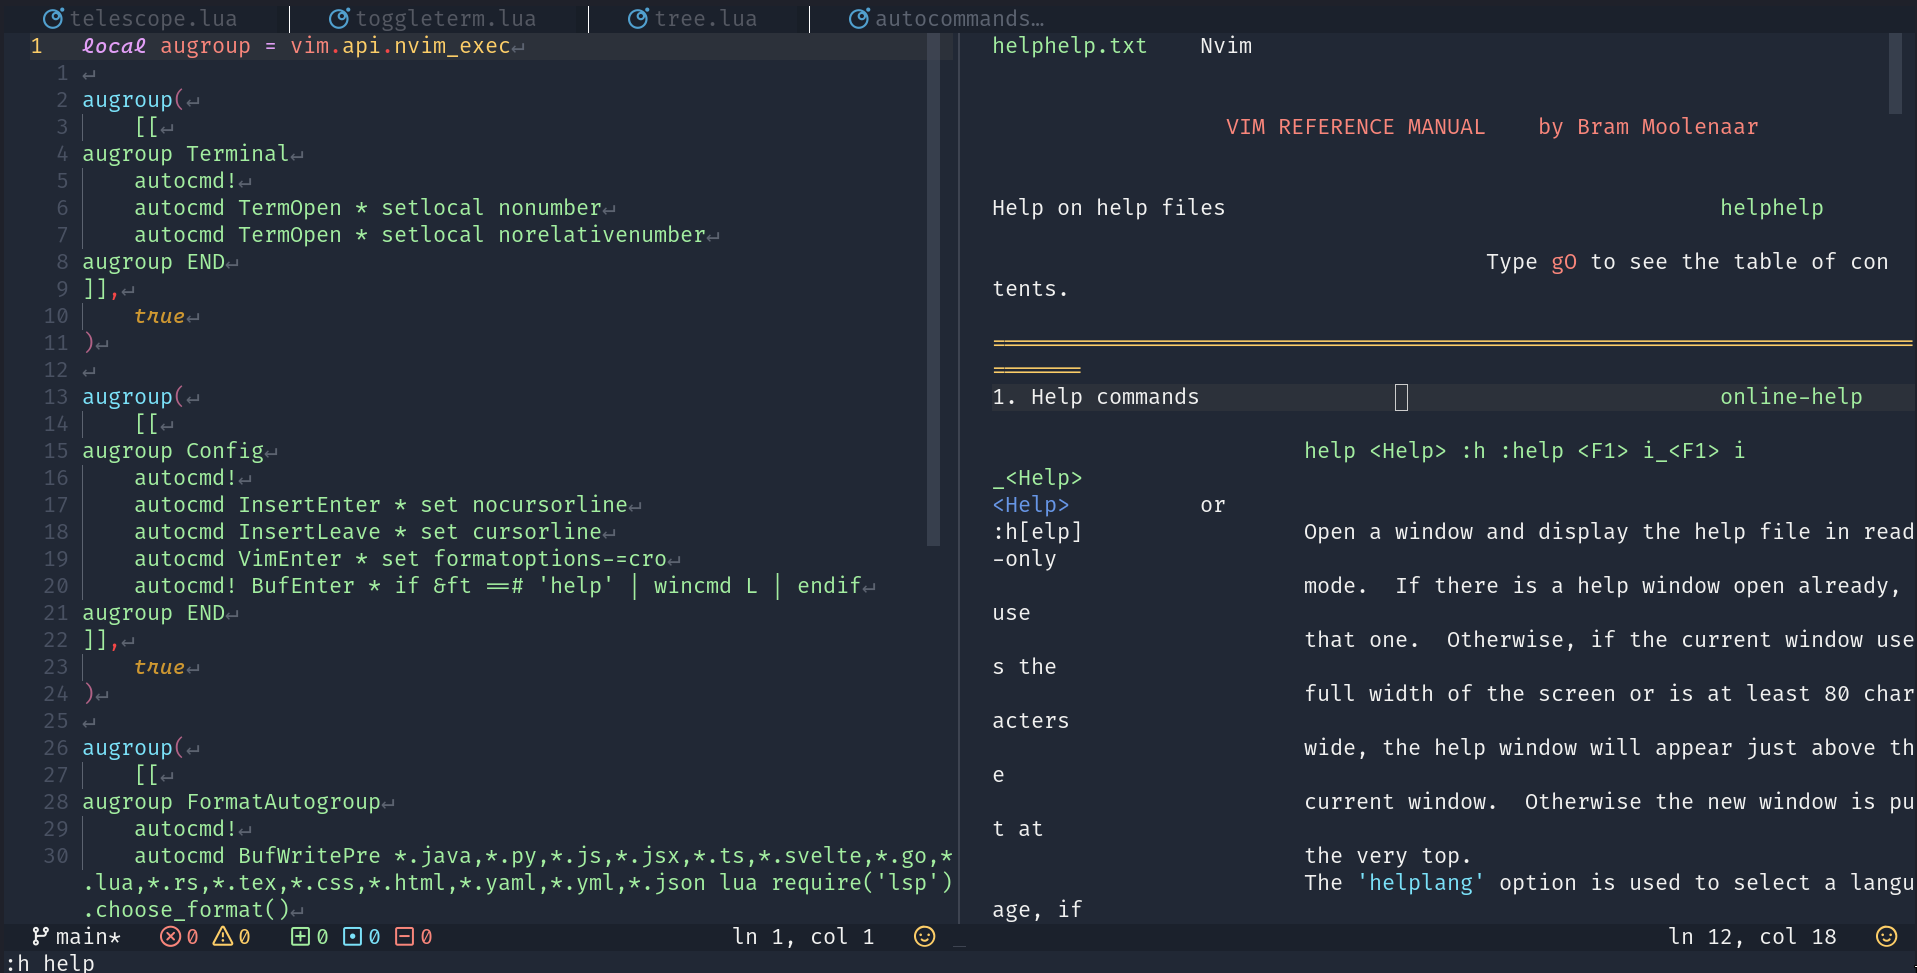 telescope.lua toggleterm.lua tree.lua autocommands…
1 local augroup = vim.api.nvim_exec↵
1 ↵
2 augroup(↵
3 [[↵
4 augroup Terminal↵
5 autocmd!↵
6 autocmd TermOpen * setlocal nonumber↵
7 autocmd TermOpen * setlocal norelativenumber↵
8 augroup END↵
9 ]],↵
10 true↵
11 )↵
12 ↵
13 augroup(↵
14 [[↵
15 augroup Config↵
16 autocmd!↵
17 autocmd InsertEnter * set nocursorline↵
18 autocmd InsertLeave * set cursorline↵
19 autocmd VimEnter * set formatoptions-=cro↵
20 autocmd! BufEnter * if &ft ==# 'help' | wincmd L | endif↵
21 augroup END↵
22 ]],↵
23 true↵
24 )↵
25 ↵
26 augroup(↵
27 [[↵
28 augroup FormatAutogroup↵
29 autocmd!↵
30 autocmd BufWritePre *.java,*.py,*.js,*.jsx,*.ts,*.svelte,*.go,*
.lua,*.rs,*.tex,*.css,*.html,*.yaml,*.yml,*.json lua require('lsp')
.choose_format()↵
helphelp.txt Nvim
VIM REFERENCE MANUAL by Bram Moolenaar
Help on help files helphelp
Type gO to see the table of con
tents.
==============================================================================
1. Help commands online-help
help <Help> :h :help <F1> i_<F1> i
_<Help>
<Help> or
:h[elp] Open a window and display the help file in read
-only
mode. If there is a help window open already,
use
that one. Otherwise, if the current window use
s the
full width of the screen or is at least 80 char
acters
wide, the help window will appear just above th
e
current window. Otherwise the new window is pu
t at
the very top.
The 'helplang' option is used to select a langu
age, if
main* 0 0 0 0 0 ln 1, col 1
ln 12, col 18
:h help